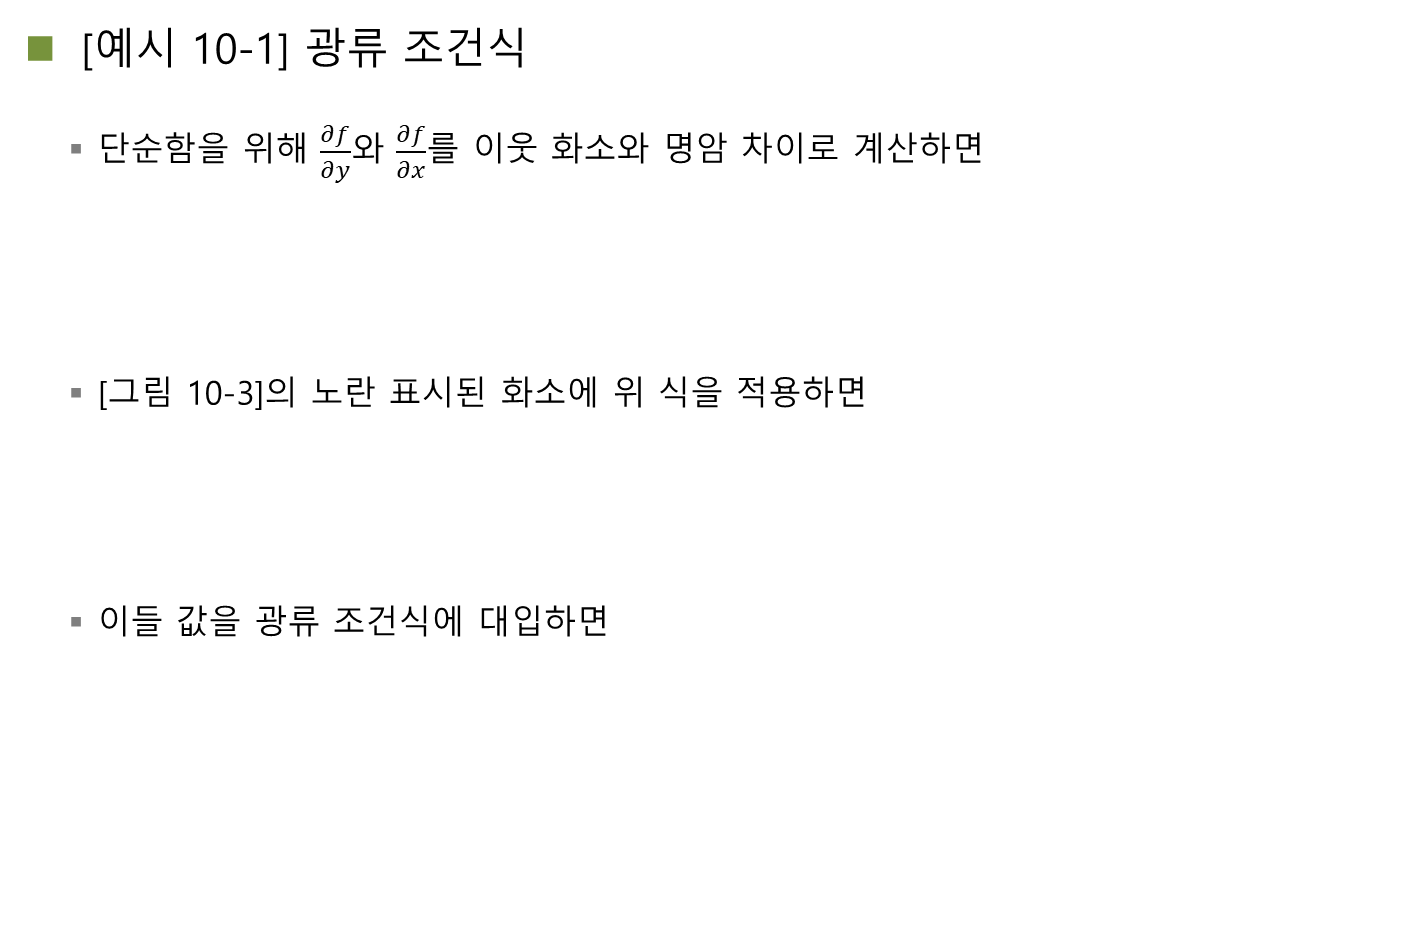 [예시 10-1] 광류 조건식
단순함을 위해 ∂f/∂y와 ∂f/∂x를 이웃 화소와 명암 차이로 계산하면
[그림 10-3]의 노란 표시된 화소에 위 식을 적용하면
이들 값을 광류 조건식에 대입하면